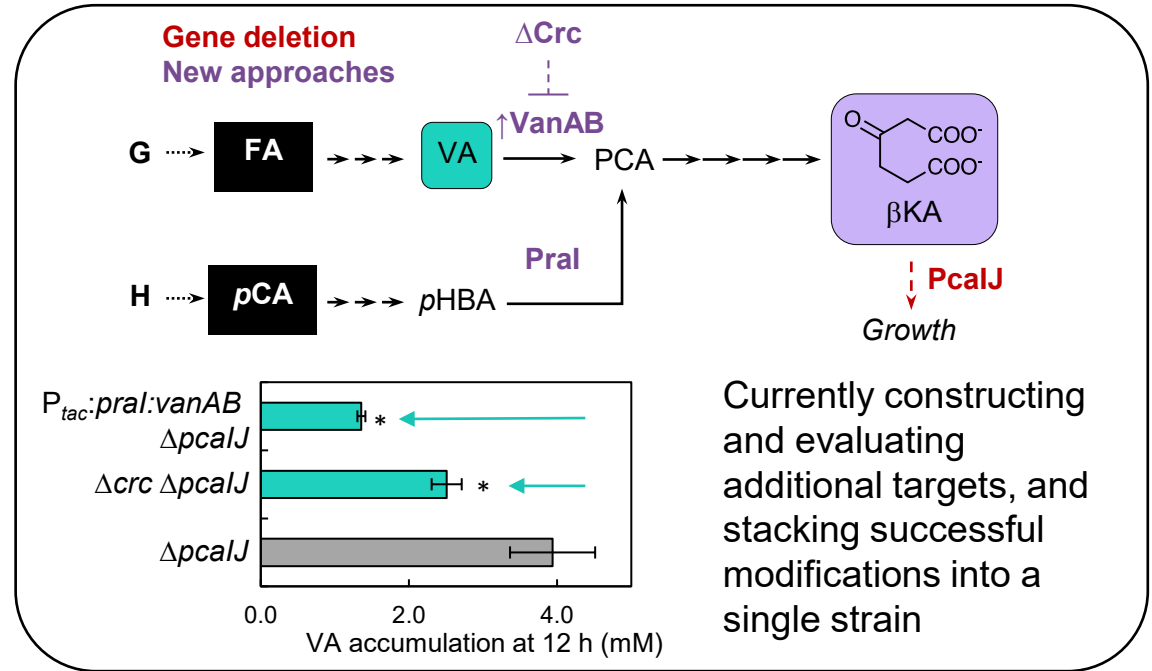 Gene deletion
New approaches
ΔCrc
↑VanAB
G
FA
VA
PCA
COO⁻
COO⁻
O
βKA
PraI
H
pCA
pHBA
PcaIJ
Growth
Ptac:praI:vanAB
ΔpcaIJ
*
Δcrc ΔpcaIJ
*
ΔpcaIJ
0.0 2.0 4.0
VA accumulation at 12 h (mM)
Currently constructing
and evaluating
additional targets, and
stacking successful
modifications into a
single strain